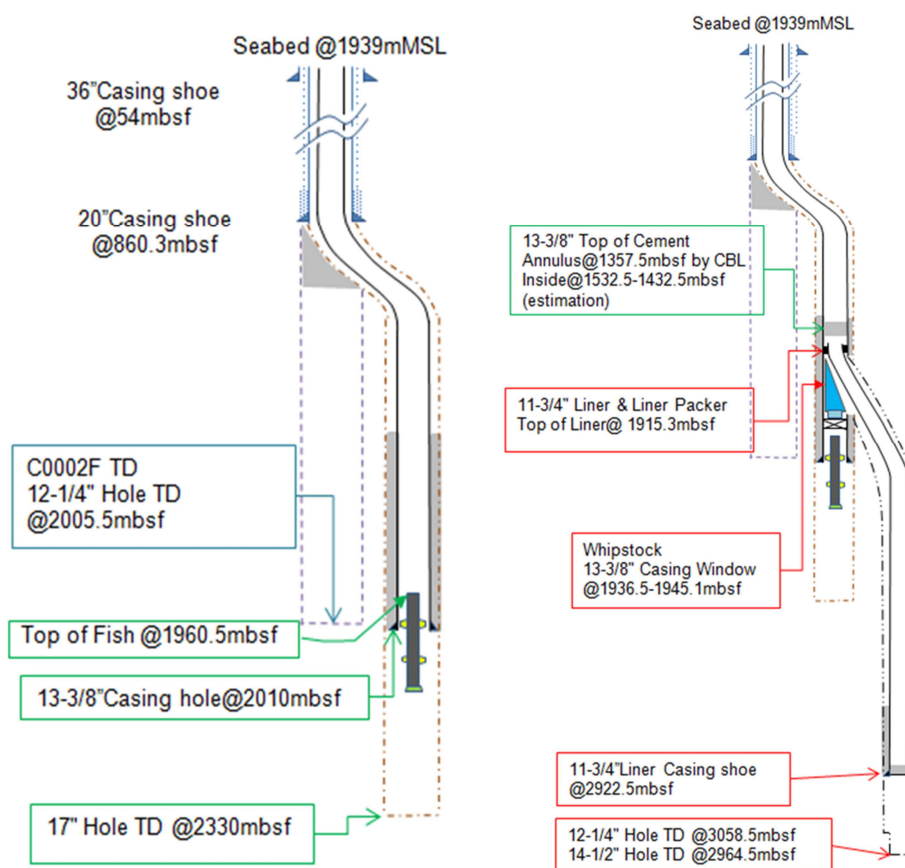 Seabed @1939mMSL
36"Casing shoe
@54mbsf
20"Casing shoe
@860.3mbsf
C0002F TD
12-1/4" Hole TD
@2005.5mbsf
Top of Fish @1960.5mbsf
13-3/8"Casing hole@2010mbsf
17" Hole TD @2330mbsf
Seabed @1939mMSL
13-3/8" Top of Cement
Annulus@1357.5mbsf by CBL
Inside@1532.5-1432.5mbsf
(estimation)
11-3/4" Liner & Liner Packer
Top of Liner@ 1915.3mbsf
Whipstock
13-3/8" Casing Window
@1936.5-1945.1mbsf
11-3/4"Liner Casing shoe
@2922.5mbsf
12-1/4" Hole TD @3058.5mbsf
14-1/2" Hole TD @2964.5mbsf